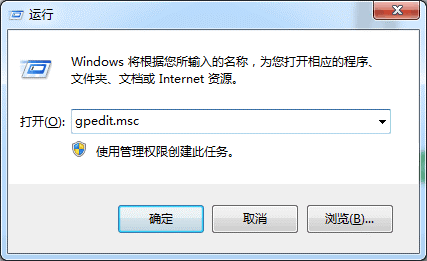 运行
Windows 将根据您所输入的名称，为您打开相应的程序、
文件夹、文档或 Internet 资源。
打开(O): gpedit.msc
使用管理权限创建此任务。
确定 取消 浏览(B)...